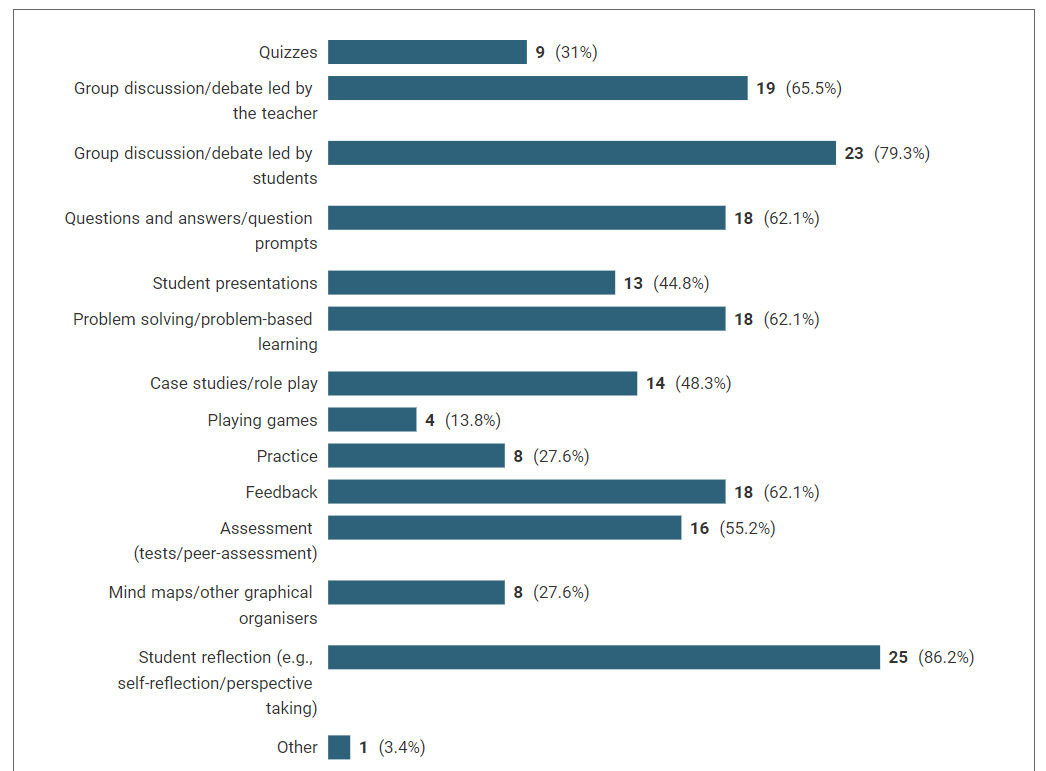 Quizzes 9 (31%)
Group discussion/debate led by 19 (65.5%)
the teacher
Group discussion/debate led by 23 (79.3%)
students
Questions and answers/question 18 (62.1%)
prompts
Student presentations 13 (44.8%)
Problem solving/problem-based 18 (62.1%)
learning
Case studies/role play 14 (48.3%)
Playing games 4 (13.8%)
Practice 8 (27.6%)
Feedback 18 (62.1%)
Assessment 16 (55.2%)
(tests/peer-assessment)
Mind maps/other graphical 8 (27.6%)
organisers
Student reflection (e.g., 25 (86.2%)
self-reflection/perspective
taking)
Other 1 (3.4%)